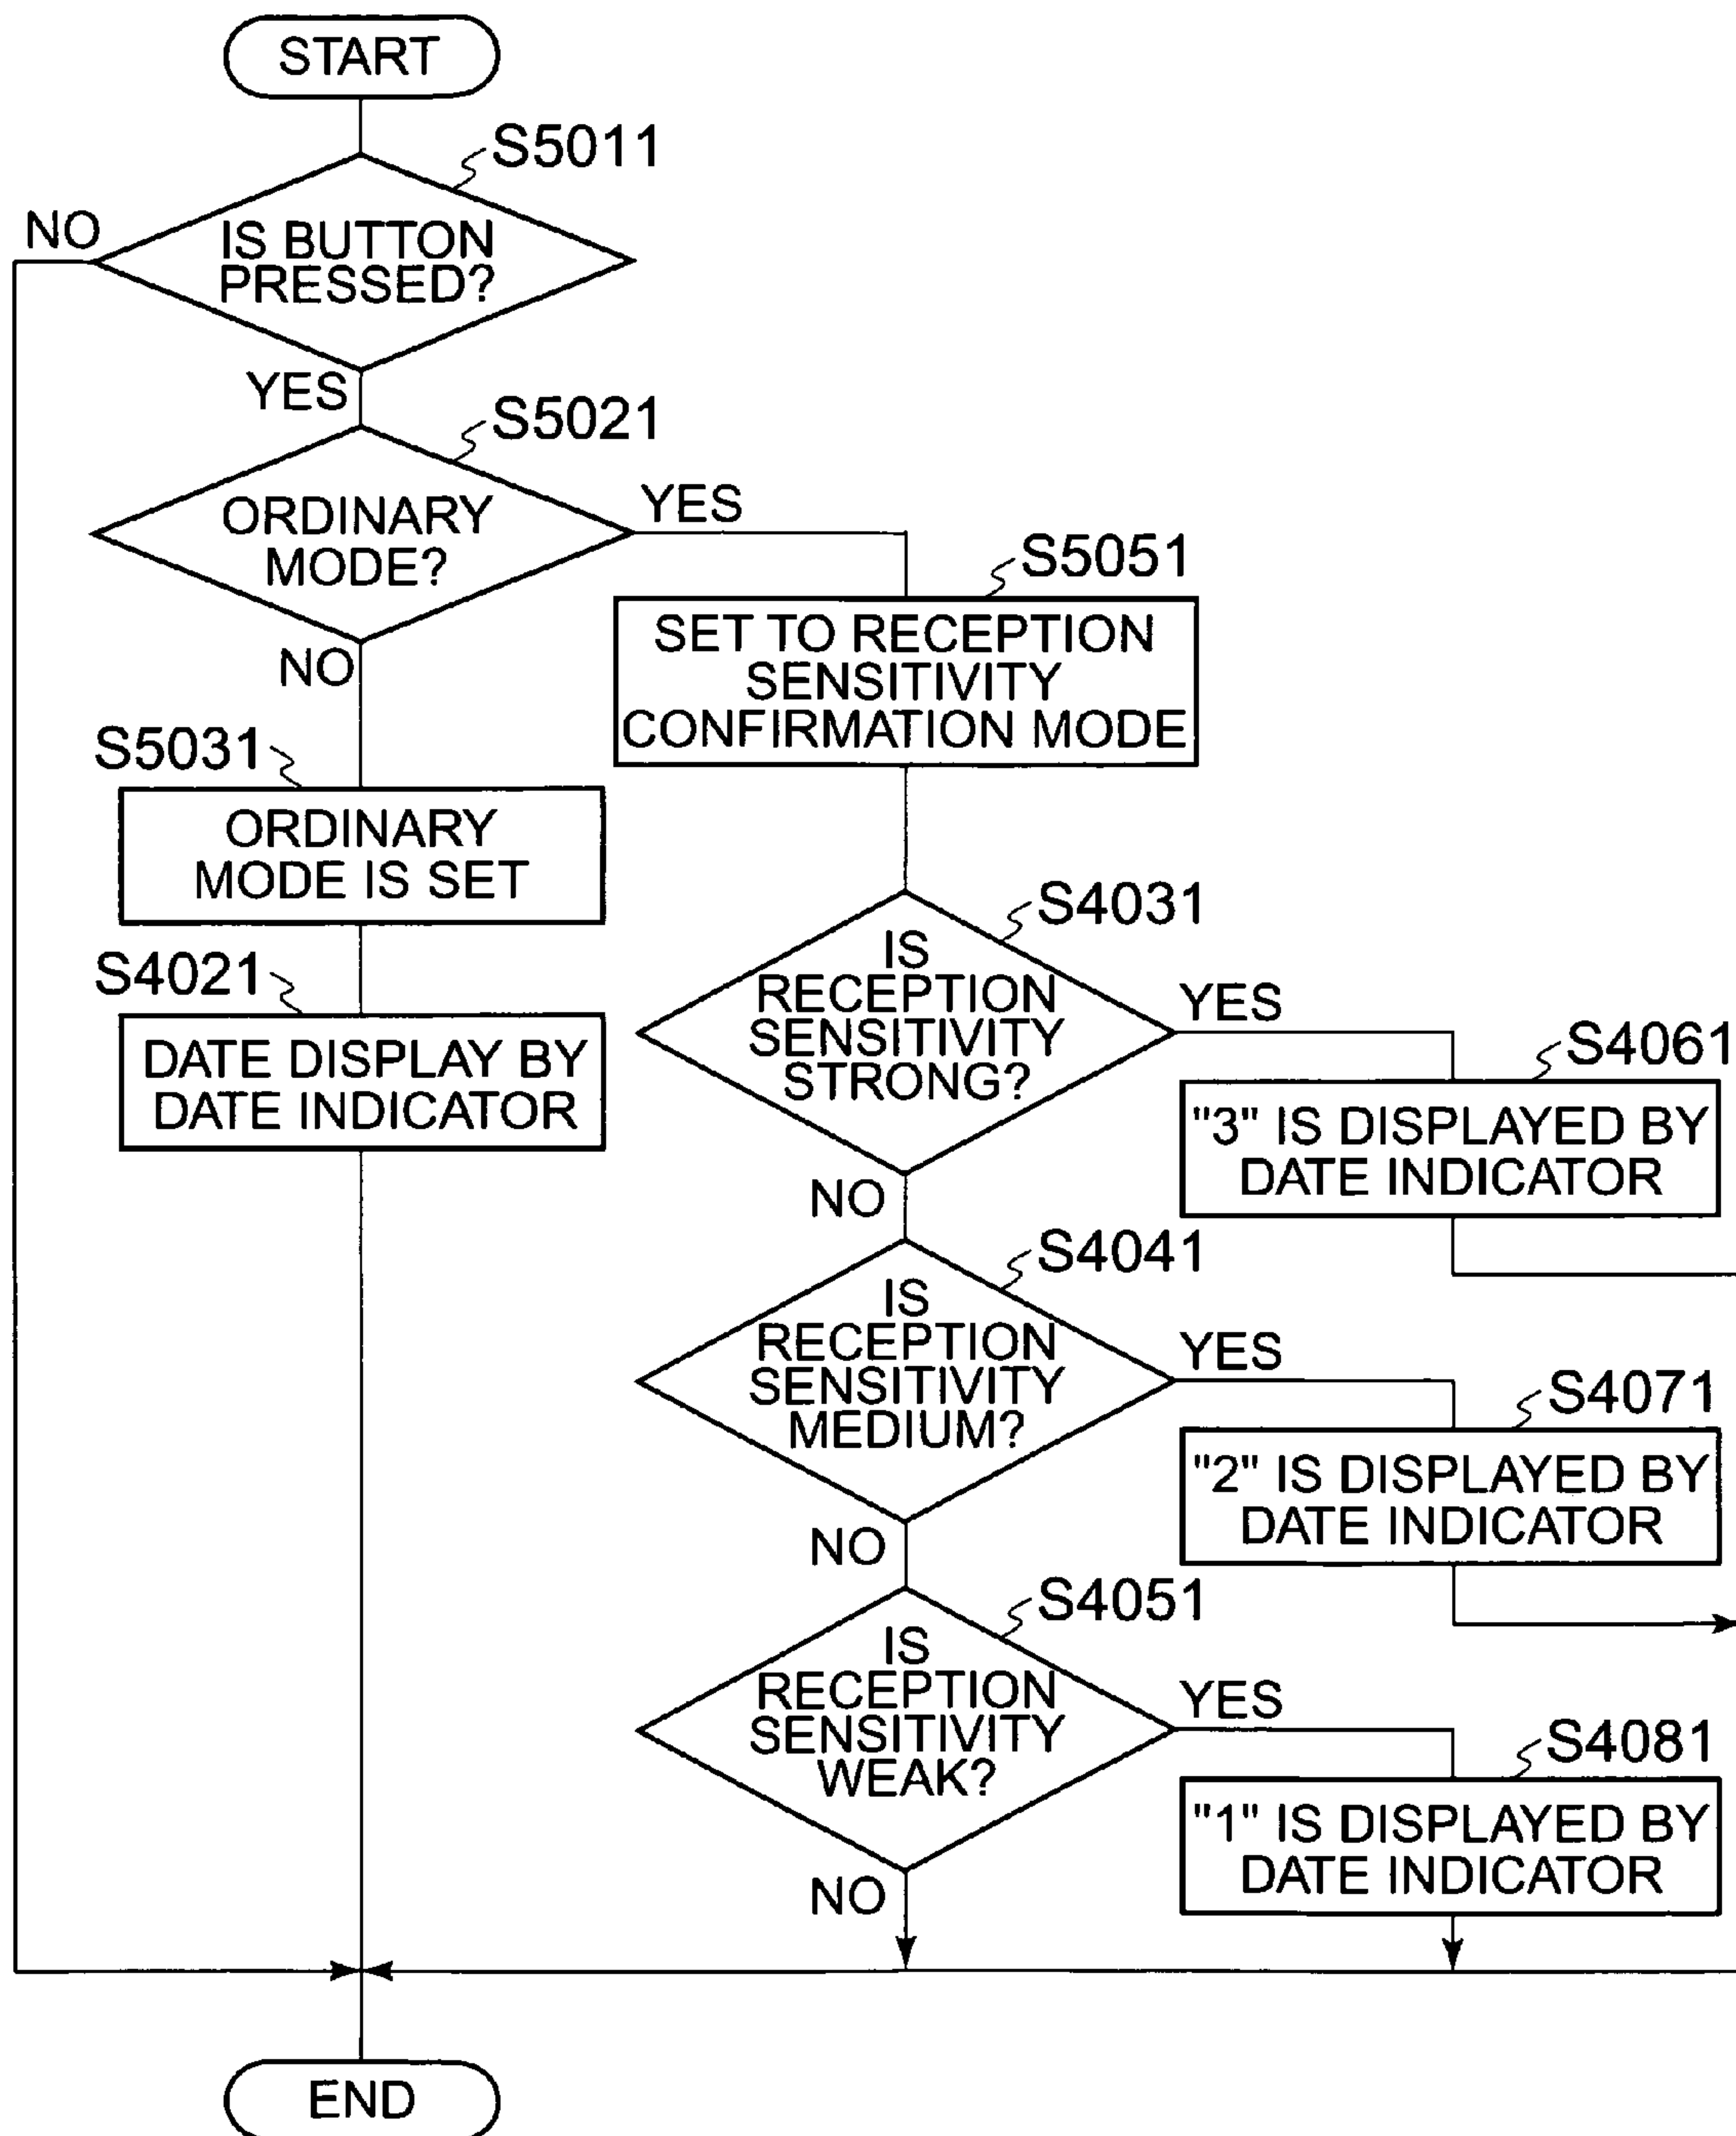 START
S5011
NO
IS BUTTON
PRESSED?
YES
S5021
ORDINARY
MODE?
YES
NO
S5051
SET TO RECEPTION
SENSITIVITY
CONFIRMATION MODE
S5031
ORDINARY
MODE IS SET
S4021
DATE DISPLAY BY
DATE INDICATOR
S4031
IS
RECEPTION
SENSITIVITY
STRONG?
YES
S4061
"3" IS DISPLAYED BY
DATE INDICATOR
NO
S4041
IS
RECEPTION
SENSITIVITY
MEDIUM?
YES
S4071
"2" IS DISPLAYED BY
DATE INDICATOR
NO
S4051
IS
RECEPTION
SENSITIVITY
WEAK?
YES
S4081
"1" IS DISPLAYED BY
DATE INDICATOR
NO
END